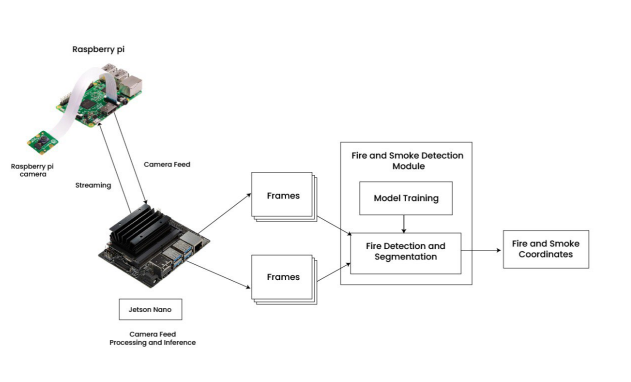 Raspberry pi
Raspberry pi
camera
Camera Feed
Streaming
Jetson Nano
Camera Feed
Processing and Inference
Frames
Frames
Fire and Smoke Detection
Module
Model Training
Fire Detection and
Segmentation
Fire and Smoke
Coordinates